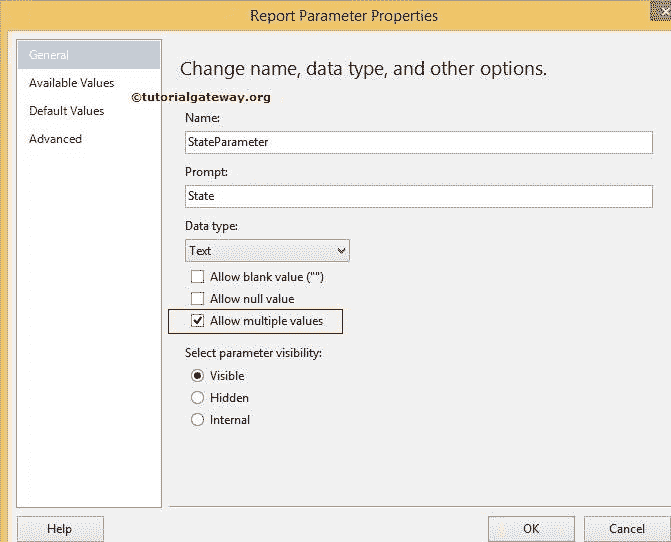 Report Parameter Properties
General
Available Values
Default Values
Advanced
Change name, data type, and other options.
©tutorialgateway.org
Name:
StateParameter
Prompt:
State
Data type:
Text
Allow blank value ("")
Allow null value
Allow multiple values
Select parameter visibility:
Visible
Hidden
Internal
Help
OK
Cancel